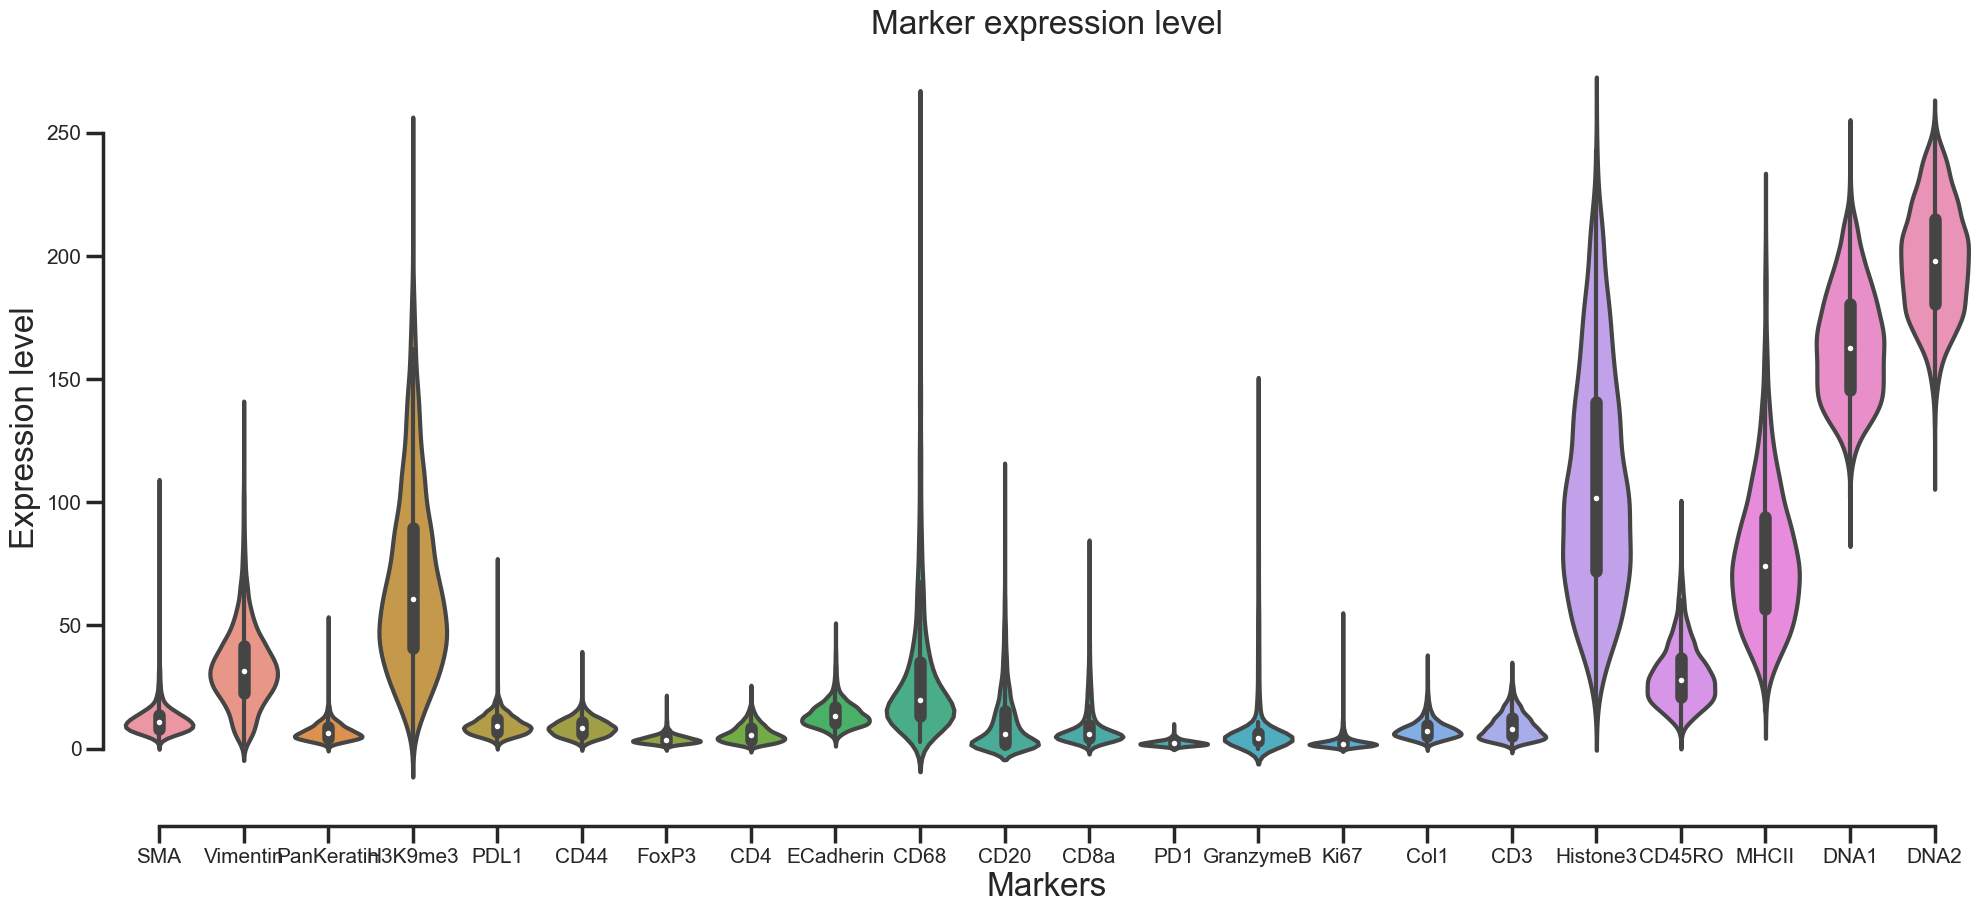 Marker expression level
Expression level
250
200
150
100
50
0
SMA Vimentin PanKeratin H3K9me3 PDL1 CD44 FoxP3 CD4 ECadherin CD68 CD20 CD8a PD1 GranzymeB Ki67 Col1 CD3 Histone3 CD45RO MHCII DNA1 DNA2
Markers